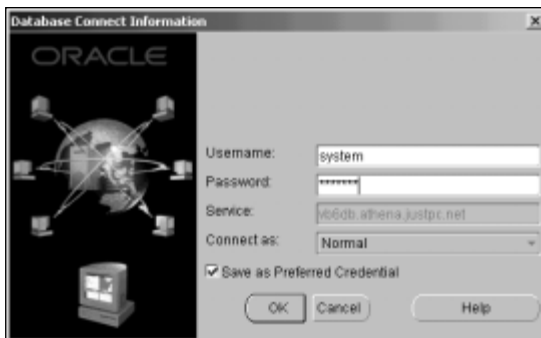 Database Connect Information
ORACLE
Username: system
Password: *******
Service: vb6db.athena.justpc.net
Connect as: Normal
Save as Preferred Credential
OK Cancel Help